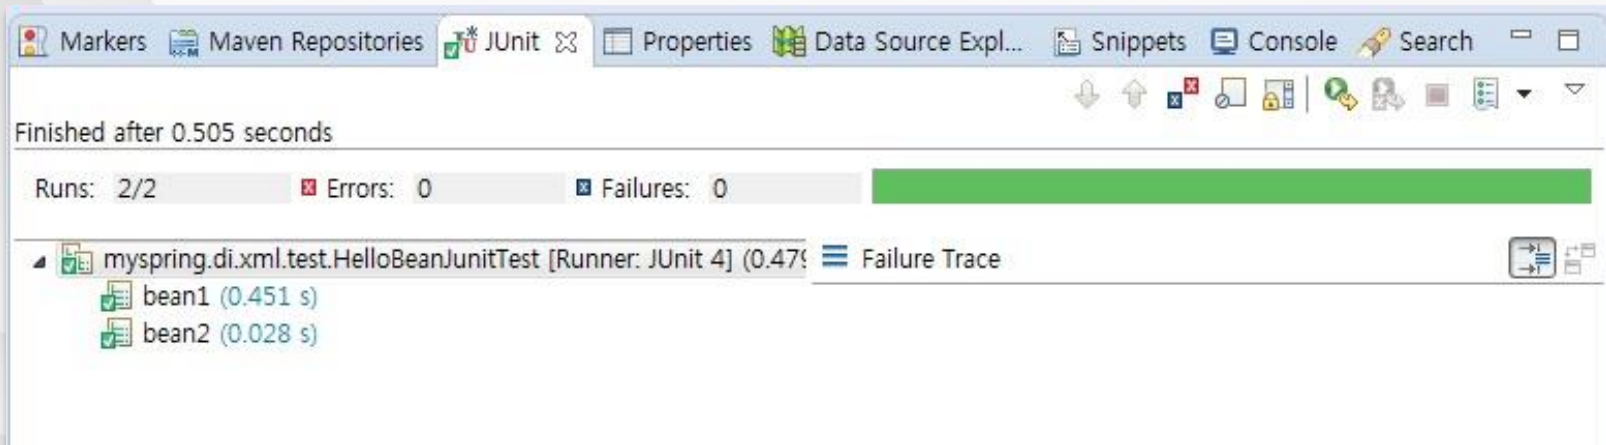 Markers Maven Repositories JUnit Properties Data Source Expl... Snippets Console Search
Finished after 0.505 seconds
Runs: 2/2 Errors: 0 Failures: 0
myspring.di.xml.test.HelloBeanJunitTest [Runner: JUnit 4] (0.479
Failure Trace
bean1 (0.451 s)
bean2 (0.028 s)